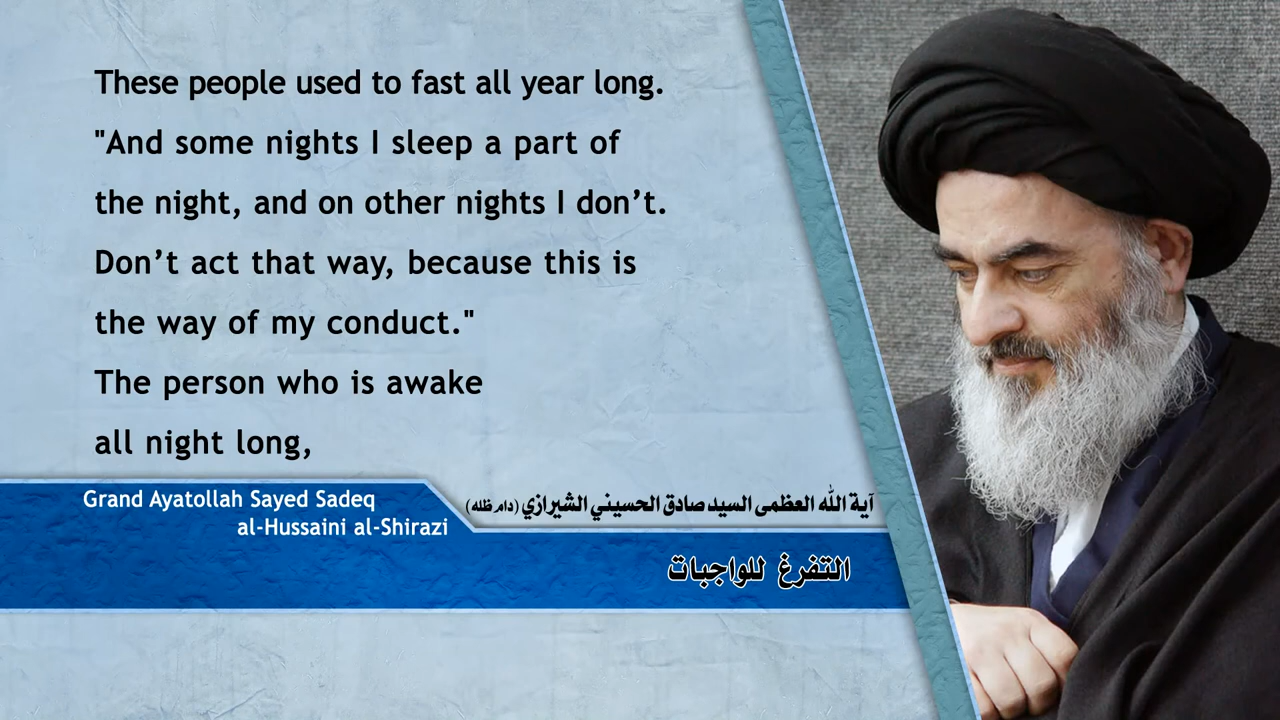 These people used to fast all year long.
"And some nights I sleep a part of
the night, and on other nights I don’t.
Don’t act that way, because this is
the way of my conduct."
The person who is awake
all night long,
Grand Ayatollah Sayed Sadeq
al-Hussaini al-Shirazi
آية الله العظمى السيد صادق الحسيني الشيرازي (دام ظله)
التفرغ للواجبات